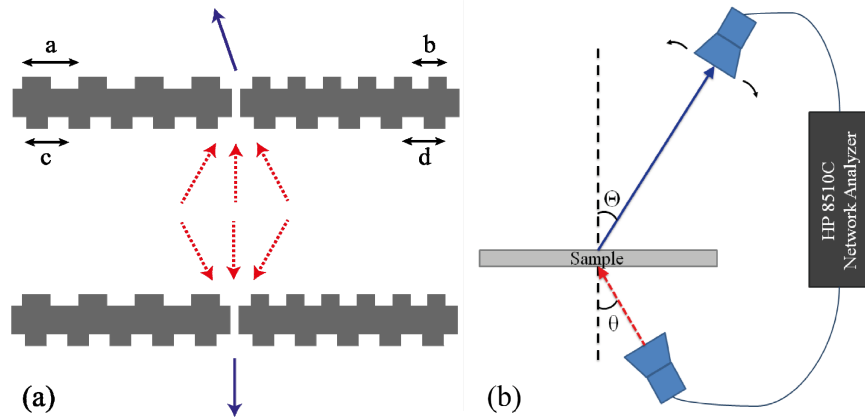 a
b
c
d
(a)
Θ
Sample
θ
HP 8510C
Network Analyzer
(b)